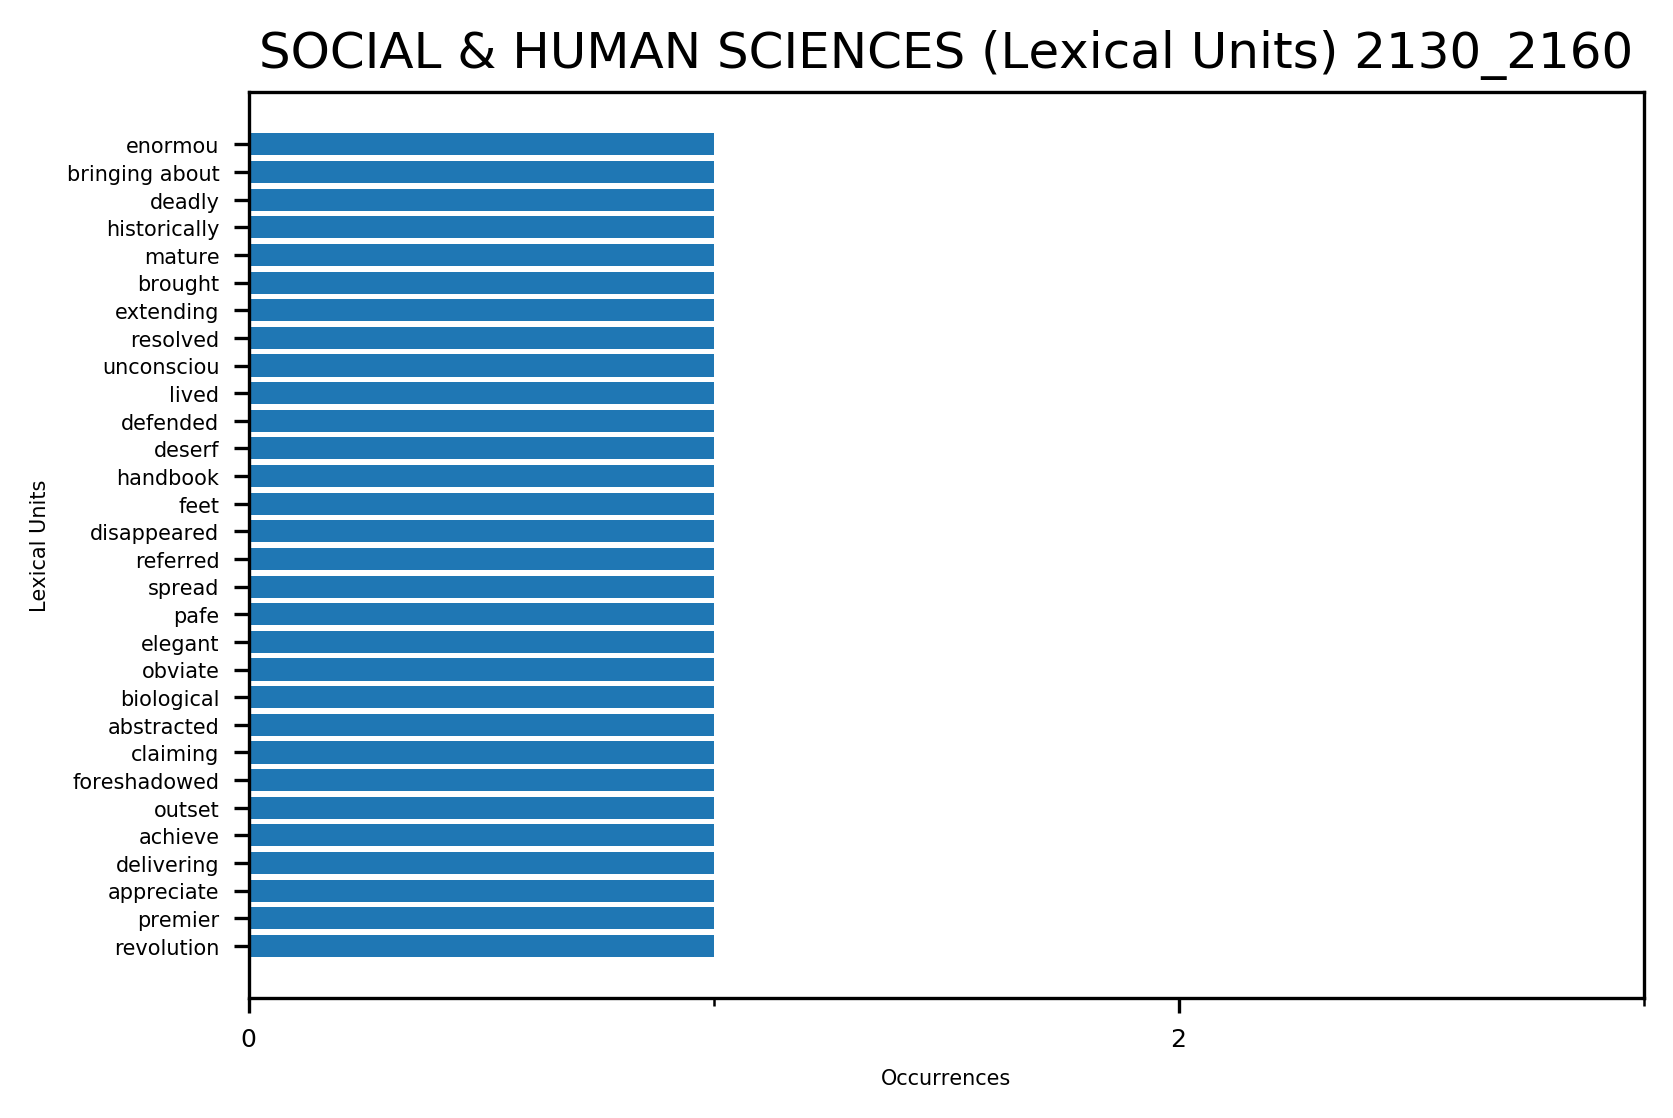 SOCIAL & HUMAN SCIENCES (Lexical Units) 2130_2160
enormou
bringing about
deadly
historically
mature
brought
extending
resolved
unconsciou
lived
defended
deserf
handbook
feet
disappeared
referred
spread
pafe
elegant
obviate
biological
abstracted
claiming
foreshadowed
outset
achieve
delivering
appreciate
premier
revolution
Lexical Units
0
2
Occurrences